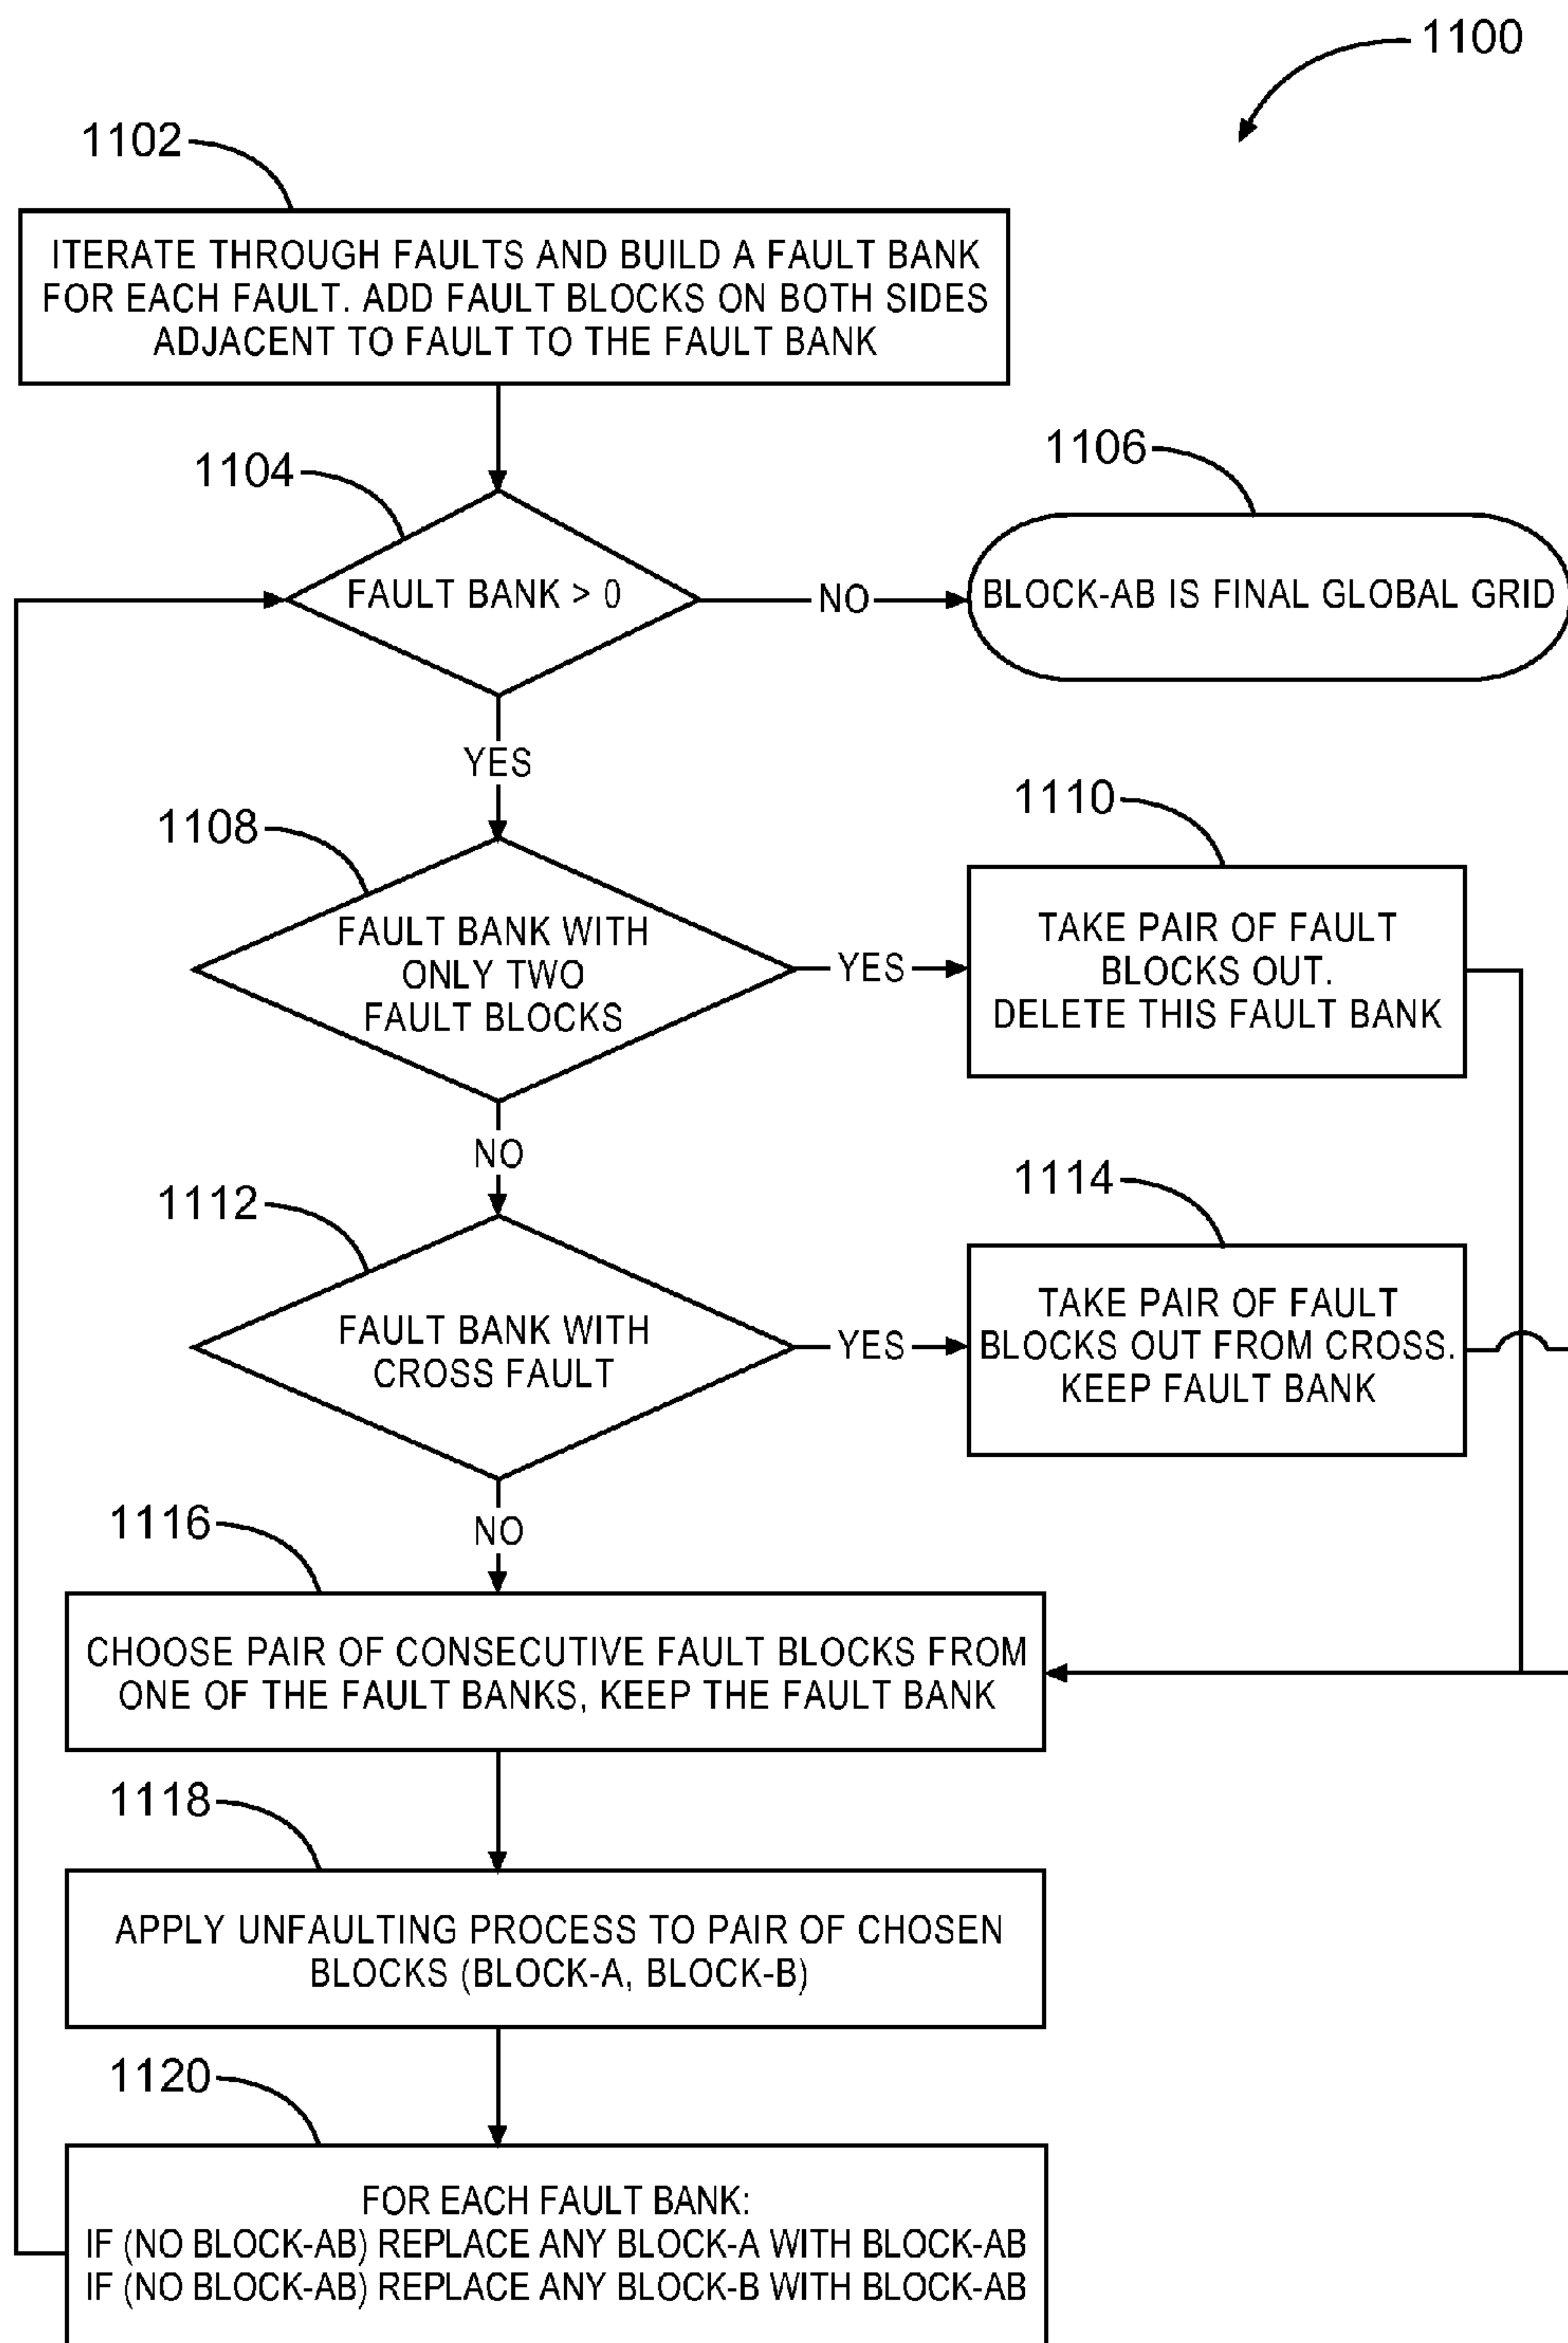 1100
1102
ITERATE THROUGH FAULTS AND BUILD A FAULT BANK
FOR EACH FAULT. ADD FAULT BLOCKS ON BOTH SIDES
ADJACENT TO FAULT TO THE FAULT BANK
1104
1106
FAULT BANK > 0
NO
BLOCK-AB IS FINAL GLOBAL GRID
YES
1108
1110
FAULT BANK WITH
ONLY TWO
FAULT BLOCKS
YES
TAKE PAIR OF FAULT
BLOCKS OUT.
DELETE THIS FAULT BANK
NO
1112
1114
FAULT BANK WITH
CROSS FAULT
YES
TAKE PAIR OF FAULT
BLOCKS OUT FROM CROSS.
KEEP FAULT BANK
NO
1116
CHOOSE PAIR OF CONSECUTIVE FAULT BLOCKS FROM
ONE OF THE FAULT BANKS, KEEP THE FAULT BANK
1118
APPLY UNFAULTING PROCESS TO PAIR OF CHOSEN
BLOCKS (BLOCK-A, BLOCK-B)
1120
FOR EACH FAULT BANK:
IF (NO BLOCK-AB) REPLACE ANY BLOCK-A WITH BLOCK-AB
IF (NO BLOCK-AB) REPLACE ANY BLOCK-B WITH BLOCK-AB